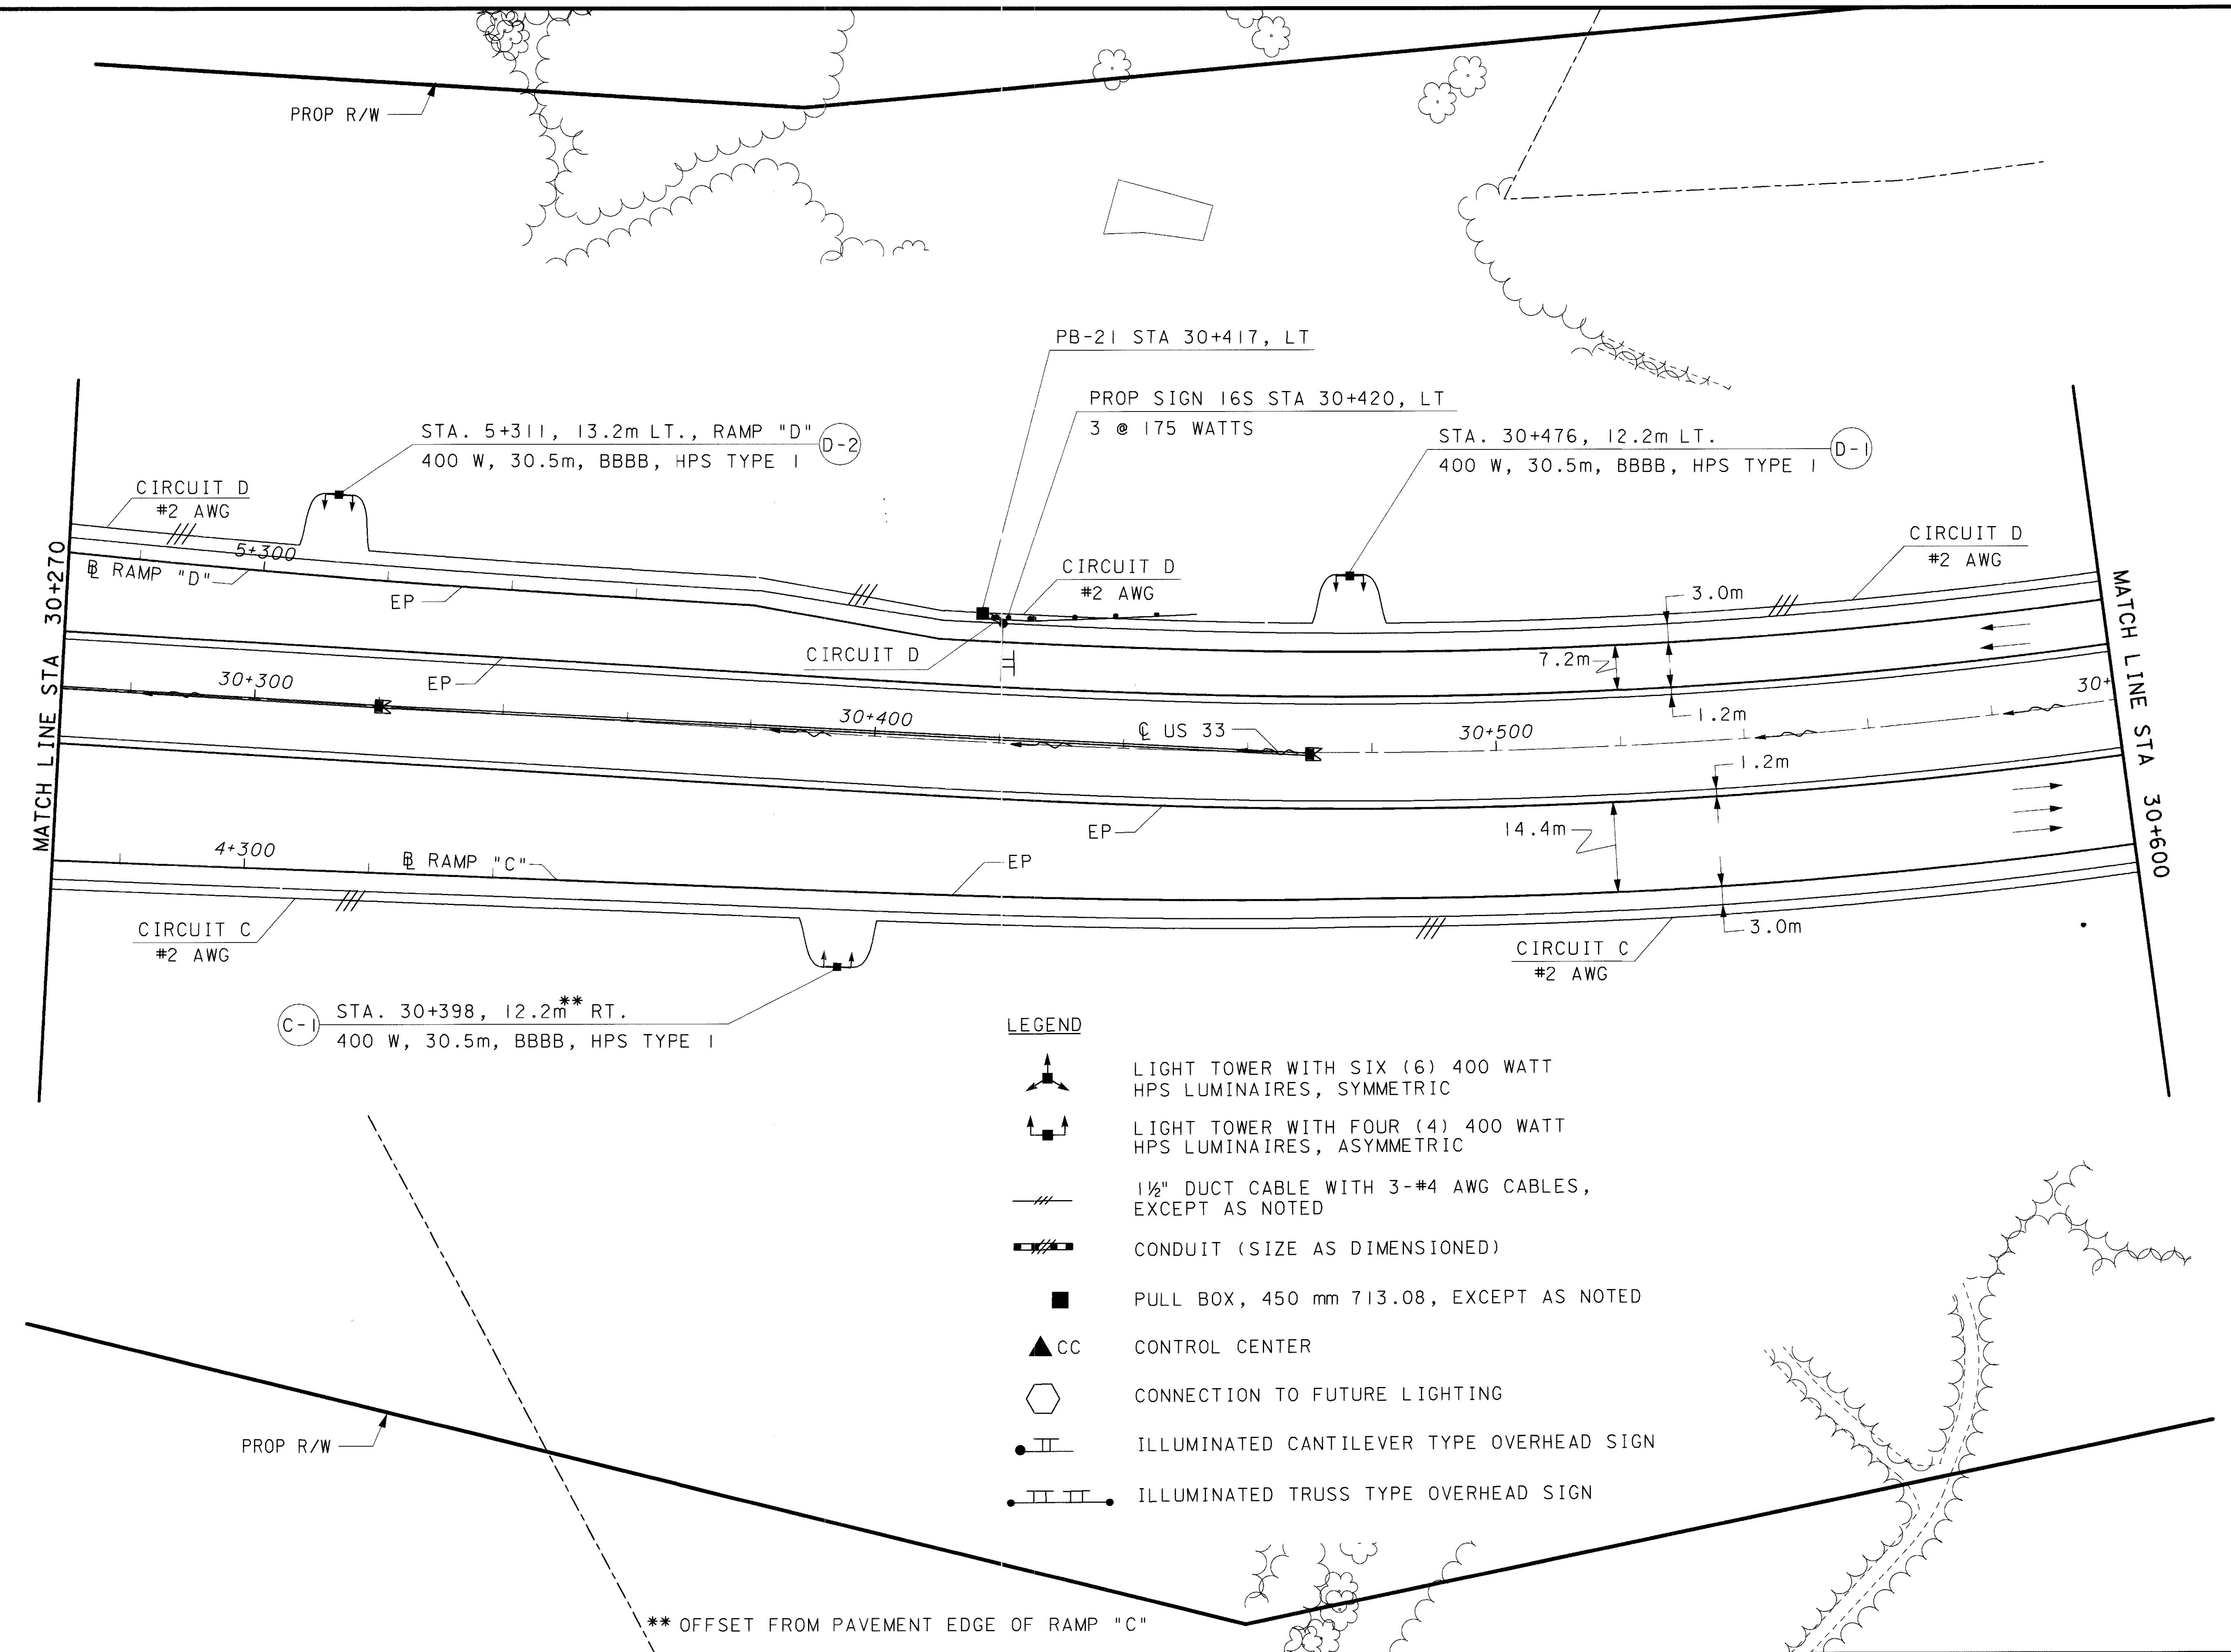 PROP R/W
PB-21 STA 30+417, LT
PROP SIGN 16S STA 30+420, LT
3 @ 175 WATTS
STA. 5+311, 13.2m LT., RAMP "D"
400 W, 30.5m, BBBB, HPS TYPE I
D-2
STA. 30+476, 12.2m LT.
400 W, 30.5m, BBBB, HPS TYPE I
D-1
CIRCUIT D
#2 AWG
5+300
℄ RAMP "D"
EP
CIRCUIT D
#2 AWG
CIRCUIT D
#2 AWG
3.0m
CIRCUIT D
7.2m
EP
30+300
30+400
℄ US 33
30+500
1.2m
30+
MATCH LINE STA 30+270
MATCH LINE STA 30+600
1.2m
EP
14.4m
4+300
℄ RAMP "C"
EP
3.0m
CIRCUIT C
#2 AWG
CIRCUIT C
#2 AWG
C-1
STA. 30+398, 12.2m** RT.
400 W, 30.5m, BBBB, HPS TYPE I
LEGEND
LIGHT TOWER WITH SIX (6) 400 WATT
HPS LUMINAIRES, SYMMETRIC
LIGHT TOWER WITH FOUR (4) 400 WATT
HPS LUMINAIRES, ASYMMETRIC
1½" DUCT CABLE WITH 3-#4 AWG CABLES,
EXCEPT AS NOTED
CONDUIT (SIZE AS DIMENSIONED)
PULL BOX, 450 mm 713.08, EXCEPT AS NOTED
CC
CONTROL CENTER
CONNECTION TO FUTURE LIGHTING
ILLUMINATED CANTILEVER TYPE OVERHEAD SIGN
ILLUMINATED TRUSS TYPE OVERHEAD SIGN
PROP R/W
** OFFSET FROM PAVEMENT EDGE OF RAMP "C"